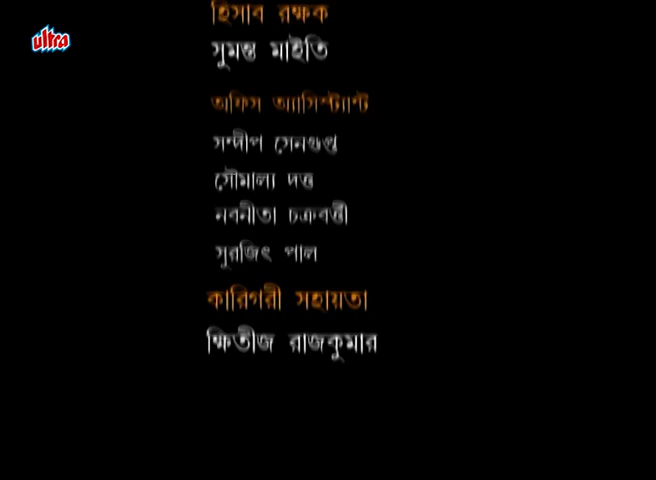 ultra
হিসাব রক্ষক
সুমন্ত মাইতি
অফিস অ্যাসিস্ট্যান্ট
সন্দীপ সেনগুপ্ত
সৌমাল্য দত্ত
নবনীতা চক্রবর্ত্তী
সুরজিৎ পাল
কারিগরী সহায়তা
ক্ষিতীজ রাজকুমার